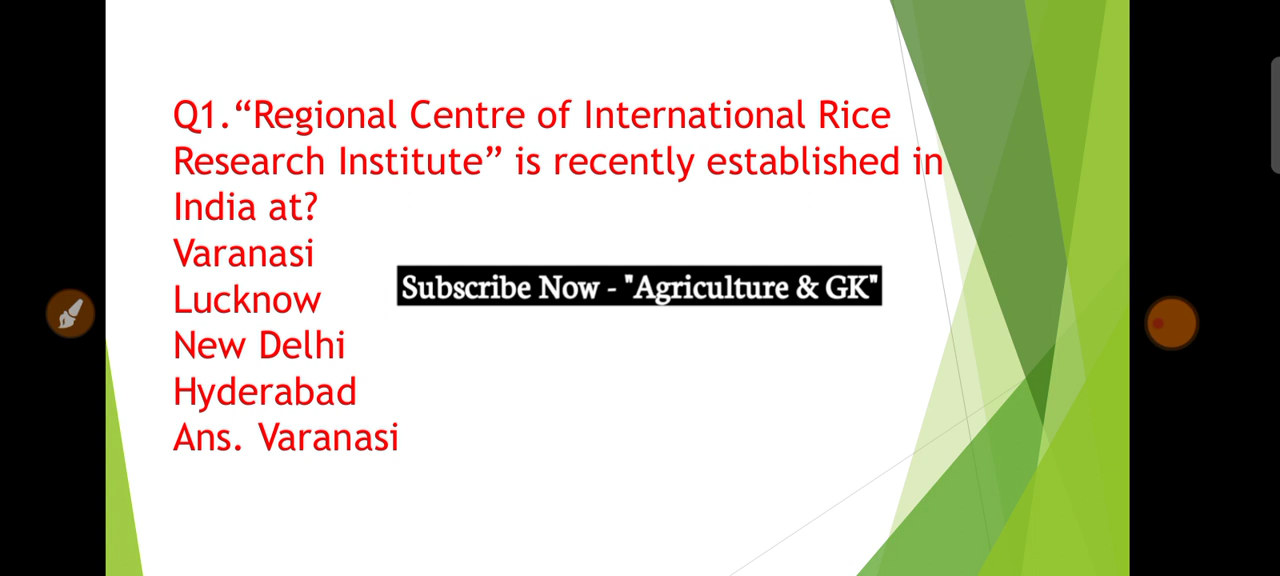 Q1.“Regional Centre of International Rice
Research Institute” is recently established in
India at?
Varanasi
Subscribe Now - "Agriculture & GK"
Lucknow
New Delhi
Hyderabad
Ans. Varanasi